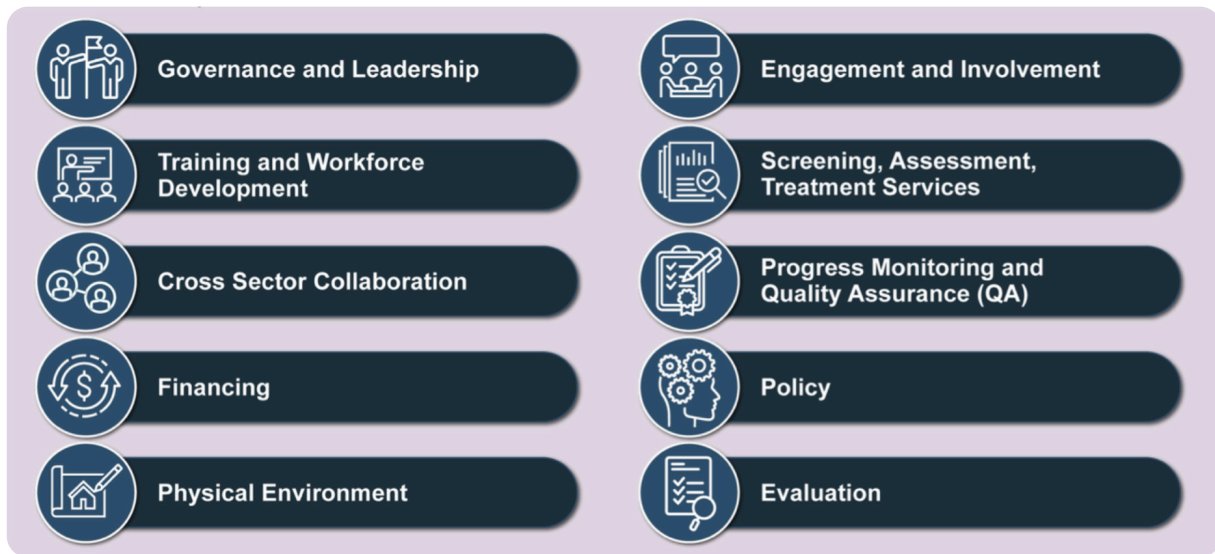 Governance and Leadership
Training and Workforce
Development
Cross Sector Collaboration
$
Financing
Physical Environment
Engagement and Involvement
Screening, Assessment,
Treatment Services
Progress Monitoring and
Quality Assurance (QA)
Policy
Evaluation